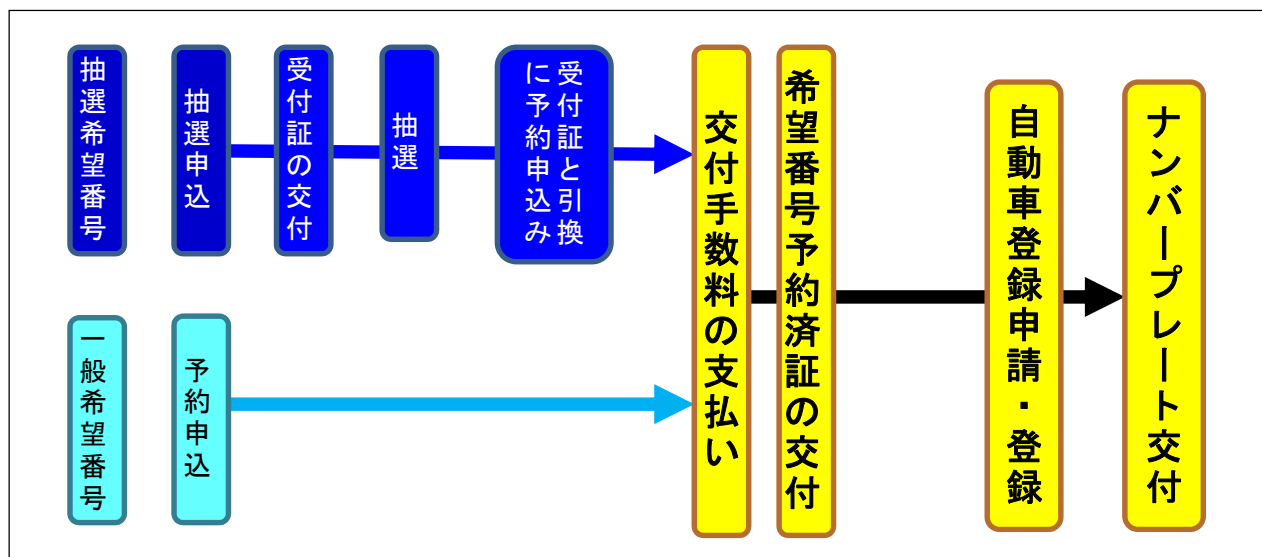 抽選希望番号
抽選申込
受付証の交付
抽選
受付証と引換
に予約申込み
一般希望番号
予約申込
交付手数料の支払い
希望番号予約済証の交付
自動車登録申請・登録
ナンバープレート交付